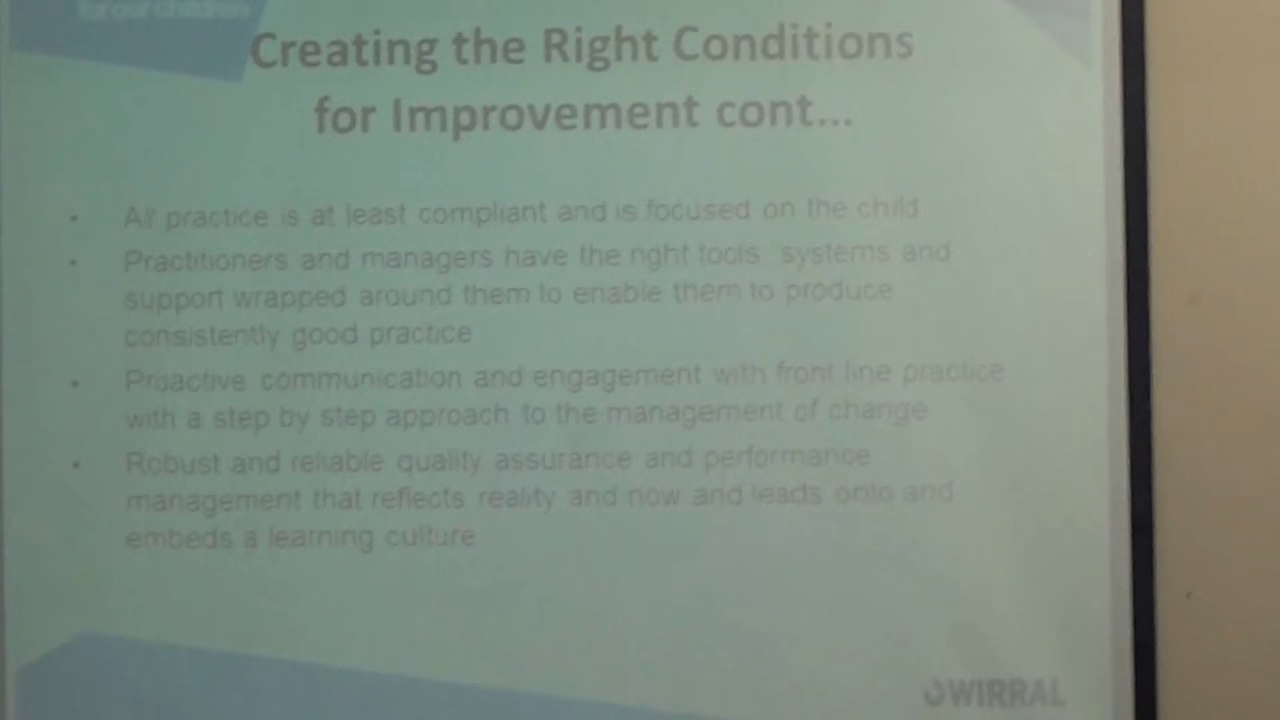 for our children
Creating the Right Conditions
for Improvement cont...
• All practice is at least compliant and is focused on the child
• Practitioners and managers have the right tools, systems and
support wrapped around them to enable them to produce
consistently good practice
• Proactive communication and engagement with front line practice
with a step by step approach to the management of change
• Robust and reliable quality assurance and performance
management that reflects reality and now and leads onto and
embeds a learning culture
WIRRAL